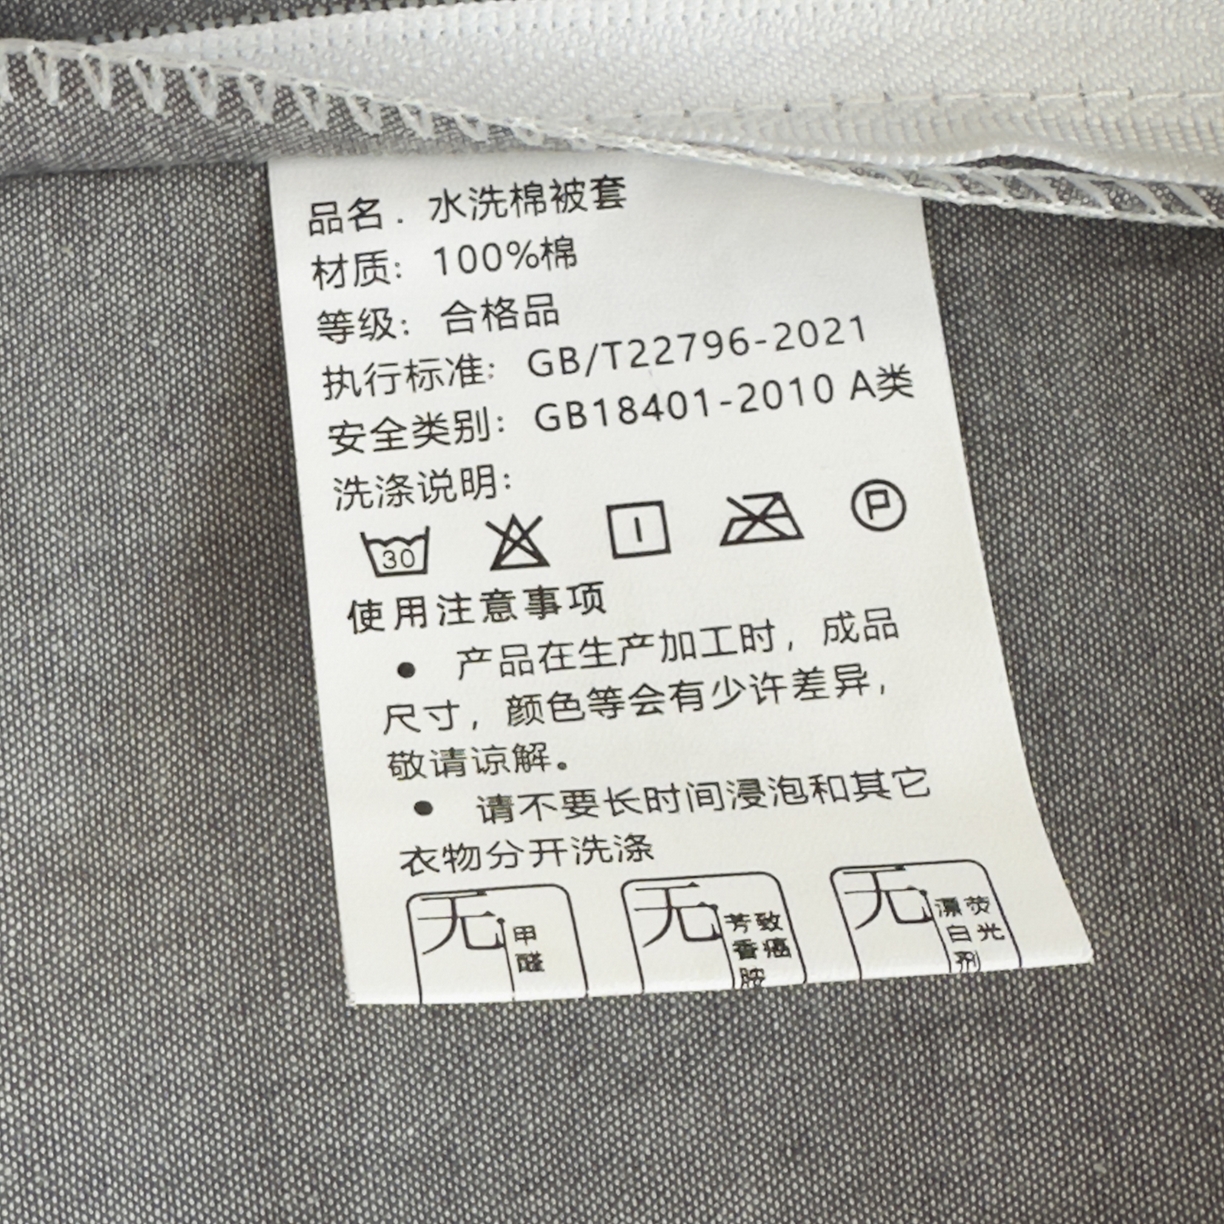 品名. 水洗棉被套
材质: 100%棉
等级: 合格品
执行标准: GB/T22796-2021
安全类别: GB18401-2010 A类
洗涤说明:
30
P
使用注意事项
● 产品在生产加工时，成品
尺寸，颜色等会有少许差异，
敬请谅解。
● 请不要长时间浸泡和其它
衣物分开洗涤
无 甲醛
无 芳香致癌胺
无 漂白荧光剂